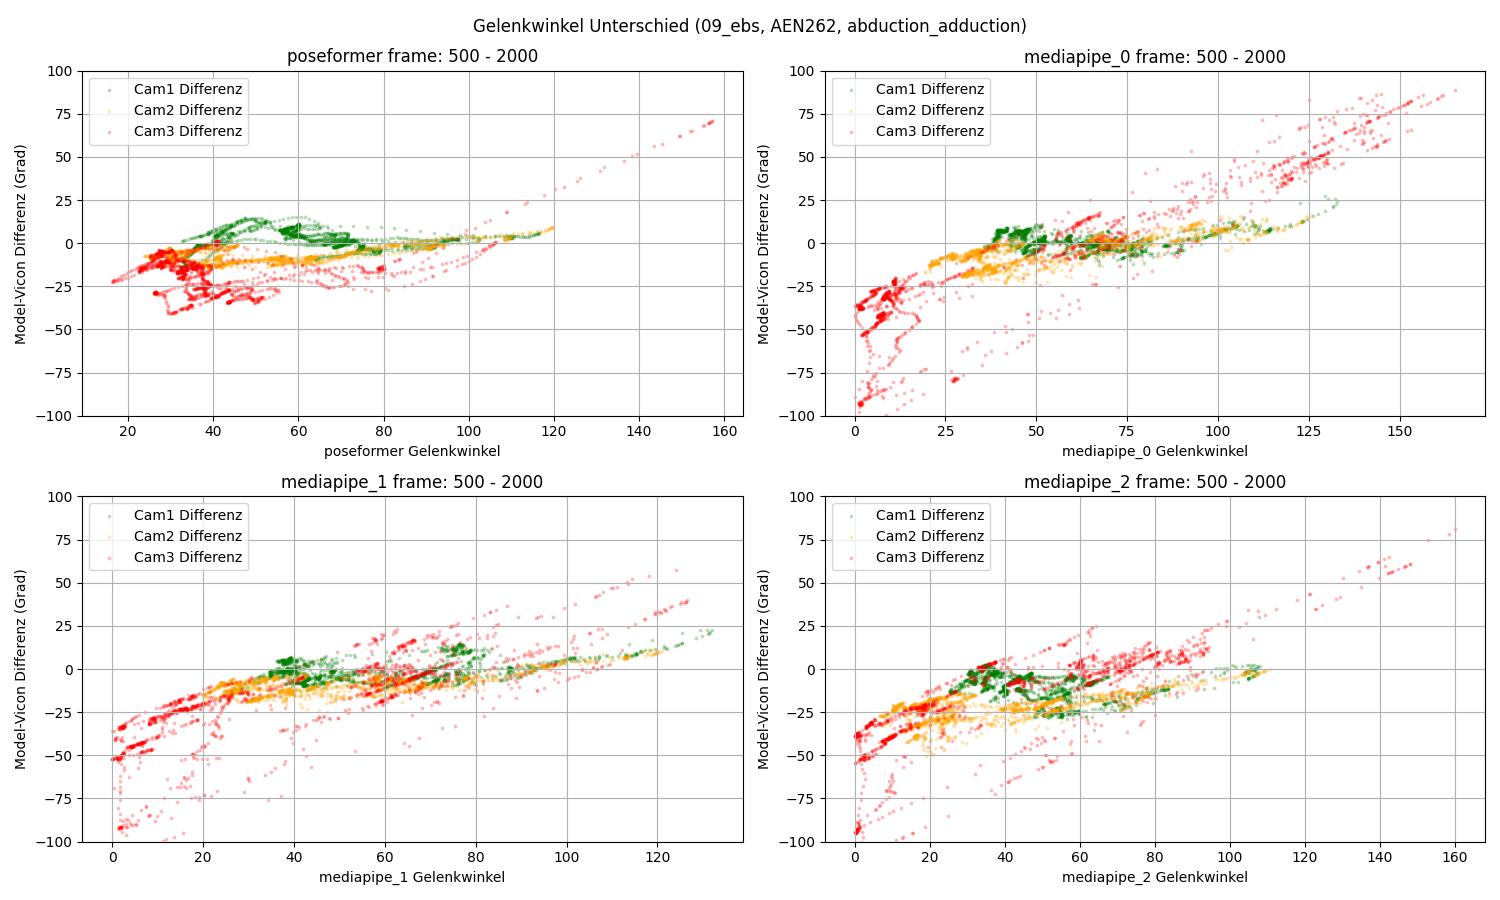 Gelenkwinkel Unterschied (09_ebs, AEN262, abduction_adduction)
poseformer frame: 500 - 2000
Cam1 Differenz
Cam2 Differenz
Cam3 Differenz
Model-Vicon Differenz (Grad)
100
75
50
25
0
−25
−50
−75
−100
20 40 60 80 100 120 140 160
poseformer Gelenkwinkel
mediapipe_0 frame: 500 - 2000
Cam1 Differenz
Cam2 Differenz
Cam3 Differenz
Model-Vicon Differenz (Grad)
100
75
50
25
0
−25
−50
−75
−100
0 25 50 75 100 125 150
mediapipe_0 Gelenkwinkel
mediapipe_1 frame: 500 - 2000
Cam1 Differenz
Cam2 Differenz
Cam3 Differenz
Model-Vicon Differenz (Grad)
100
75
50
25
0
−25
−50
−75
−100
0 20 40 60 80 100 120
mediapipe_1 Gelenkwinkel
mediapipe_2 frame: 500 - 2000
Cam1 Differenz
Cam2 Differenz
Cam3 Differenz
Model-Vicon Differenz (Grad)
100
75
50
25
0
−25
−50
−75
−100
0 20 40 60 80 100 120 140 160
mediapipe_2 Gelenkwinkel